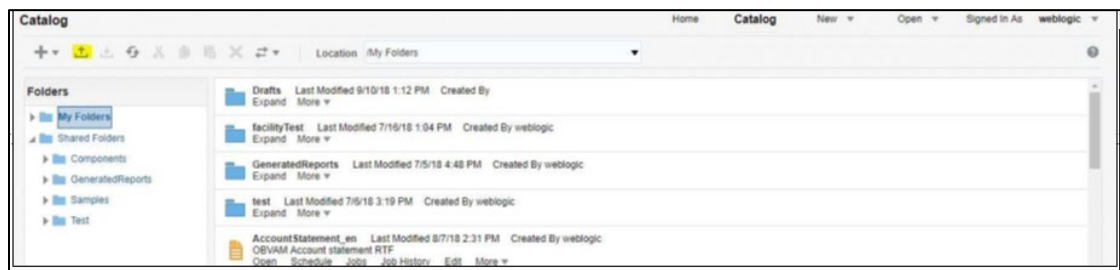 Catalog Home Catalog New Open Signed In As weblogic
Location /My Folders
Folders
My Folders
Shared Folders
Components
GeneratedReports
Samples
Test
Drafts Last Modified 9/10/18 1:12 PM Created By
Expand More
facilityTest Last Modified 7/16/18 1:04 PM Created By weblogic
Expand More
GeneratedReports Last Modified 7/5/18 4:48 PM Created By weblogic
Expand More
test Last Modified 7/6/18 3:19 PM Created By weblogic
Expand More
AccountStatement_en Last Modified 8/7/18 2:31 PM Created By weblogic
OBVAM Account statement RTF
Open Schedule Jobs Job History Edit More